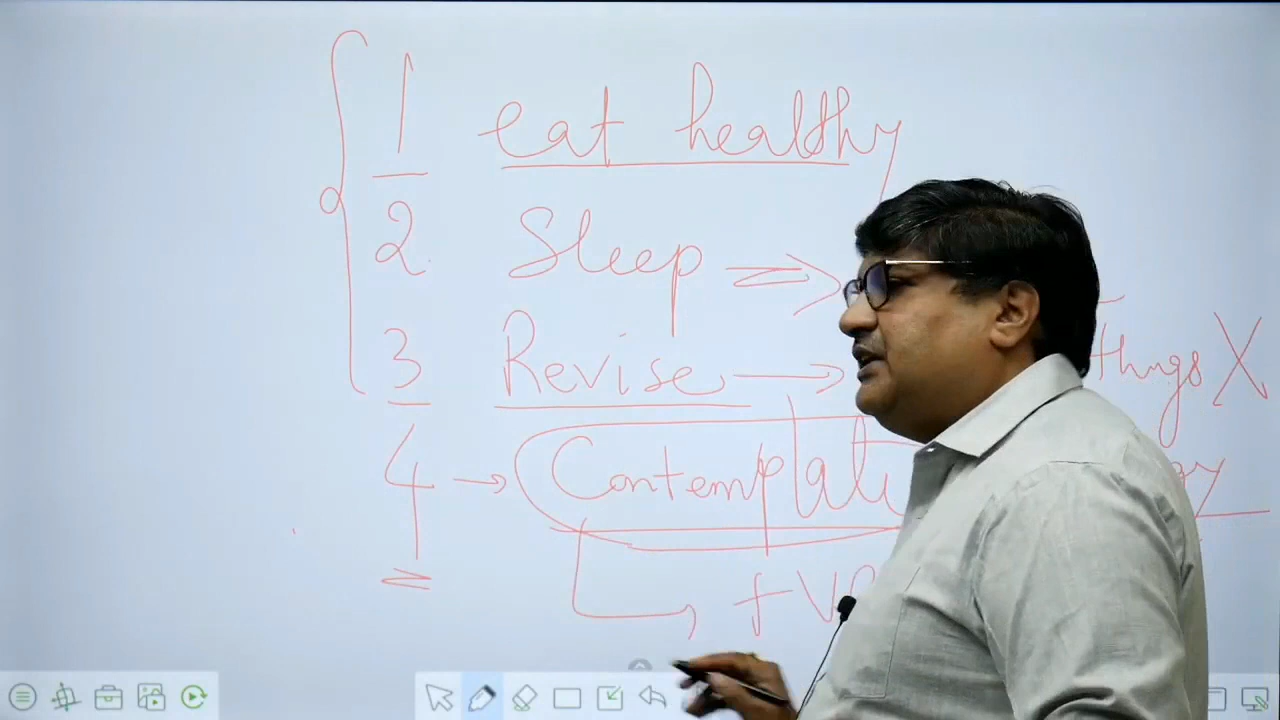 1 eat healthy
2. Sleep ⇒
3 Revise → things X
4 → Contemplat
+ V